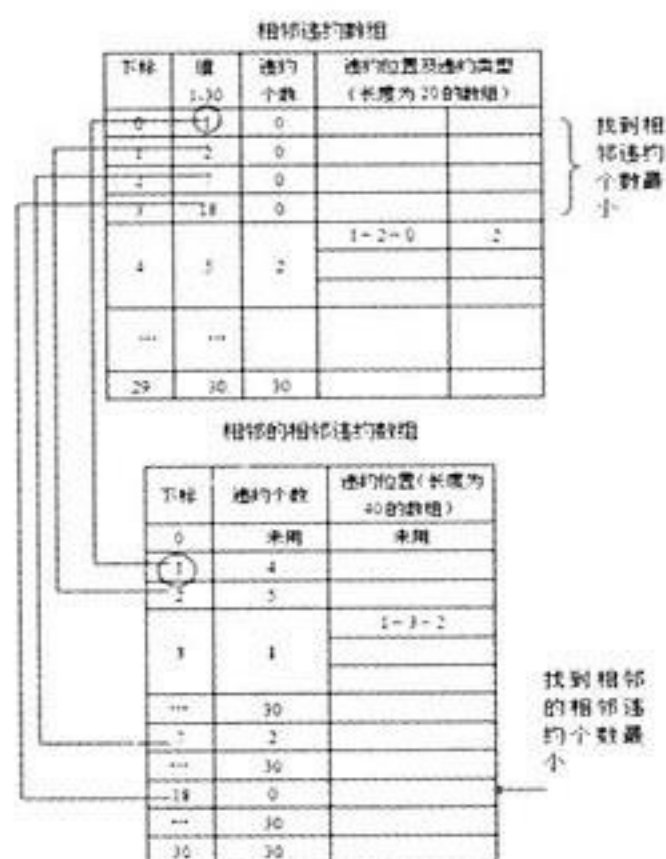 相邻违约数组
下标 值 违约 违约位置及违约类型
1-30 个数 (长度为20的数组)
0 1 0
1 2 0
2 7 0
3 18 0
1-2-0 2
4 5 2
… …
29 30 30
找到相
邻违约
个数最
小
相邻的相邻违约数组
下标 违约个数 违约位置(长度为
40的数组)
0 未用 未用
1 4
2 5
1-3-2
3 1
… 30
7 2
… 30
18 0
… 30
30 30
找到相邻
的相邻违
约个数最
小